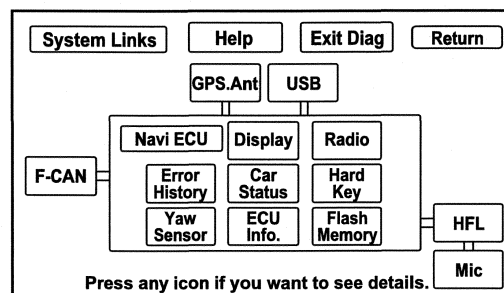 System Links
Help
Exit Diag
Return
GPS.Ant
USB
Navi ECU
Display
Radio
F-CAN
Error
History
Car
Status
Hard
Key
Yaw
Sensor
ECU
Info.
Flash
Memory
HFL
Mic
Press any icon if you want to see details.